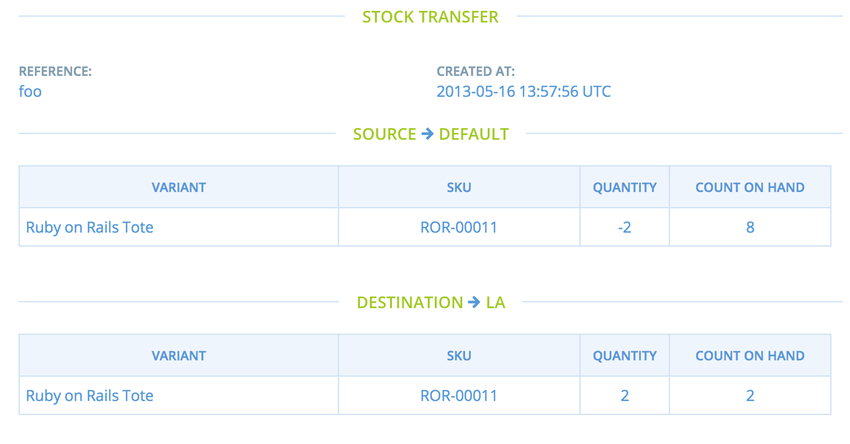 STOCK TRANSFER
REFERENCE: CREATED AT:
foo 2013-05-16 13:57:56 UTC
SOURCE → DEFAULT
VARIANT SKU QUANTITY COUNT ON HAND
Ruby on Rails Tote ROR-00011 -2 8
DESTINATION → LA
VARIANT SKU QUANTITY COUNT ON HAND
Ruby on Rails Tote ROR-00011 2 2